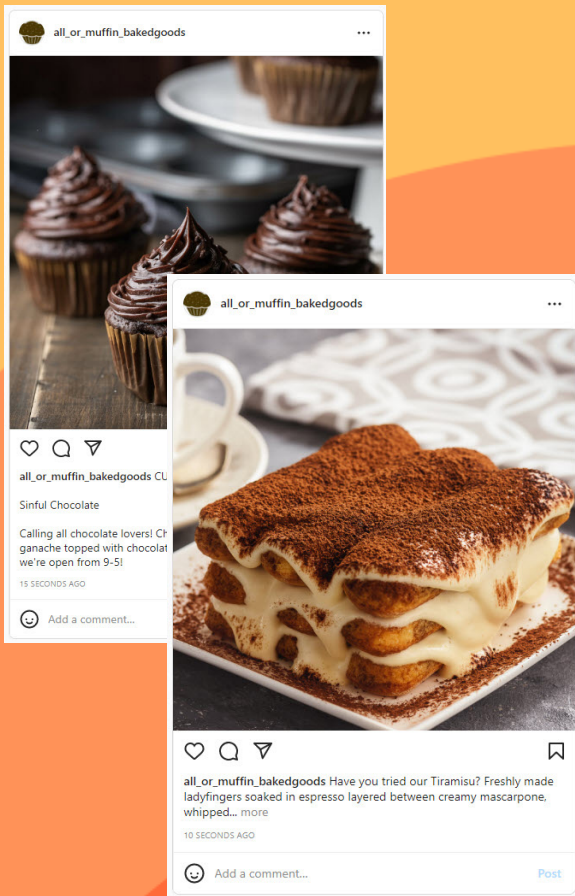 all_or_muffin_bakedgoods
all_or_muffin_bakedgoods CU
Sinful Chocolate
Calling all chocolate lovers! Ch
ganache topped with chocolat
we're open from 9-5!
15 SECONDS AGO
Add a comment...
all_or_muffin_bakedgoods
all_or_muffin_bakedgoods Have you tried our Tiramisu? Freshly made
ladyfingers soaked in espresso layered between creamy mascarpone,
whipped... more
10 SECONDS AGO
Add a comment... Post